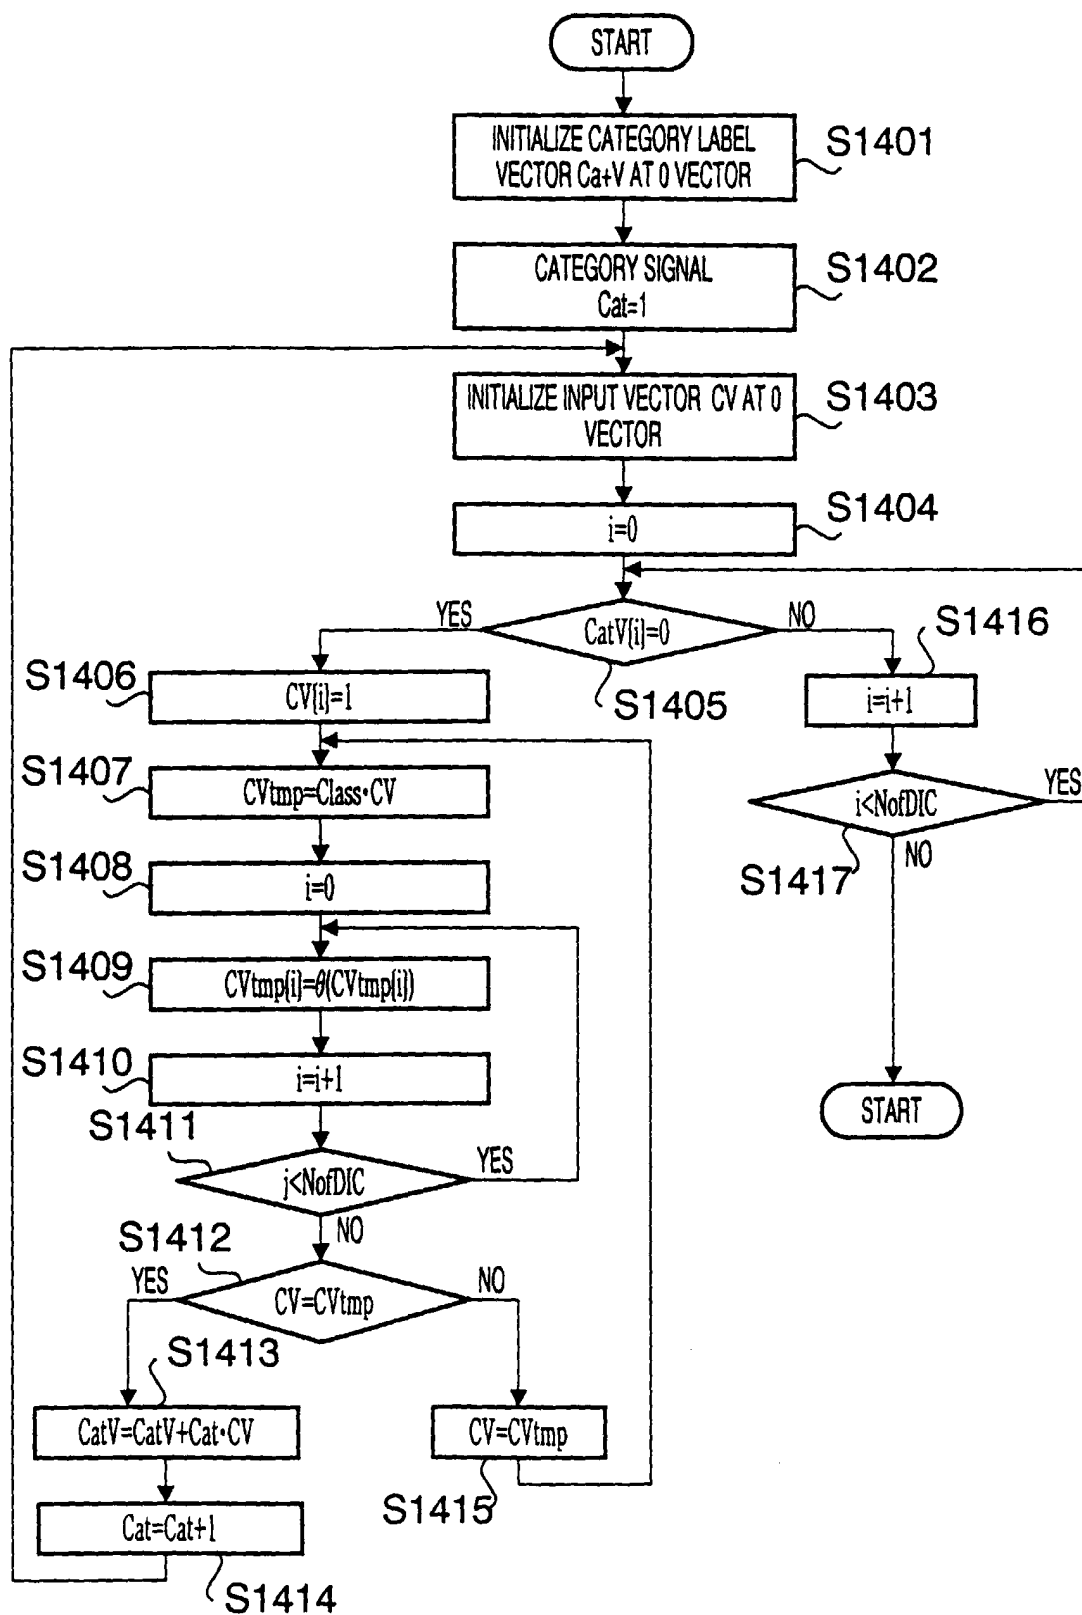 START
INITIALIZE CATEGORY LABEL
VECTOR Ca+V AT 0 VECTOR
S1401
CATEGORY SIGNAL
Cat=1
S1402
INITIALIZE INPUT VECTOR CV AT 0
VECTOR
S1403
i=0
S1404
YES
CatV[i]=0
NO
S1405
S1416
i=i+1
S1406
CV[i]=1
S1407
CVtmp=Class·CV
i<NofDIC
YES
NO
S1417
S1408
i=0
S1409
CVtmp[i]=θ(CVtmp[i])
S1410
i=i+1
START
S1411
j<NofDIC
YES
NO
S1412
YES
CV=CVtmp
NO
S1413
CatV=CatV+Cat·CV
CV=CVtmp
S1415
Cat=Cat+1
S1414